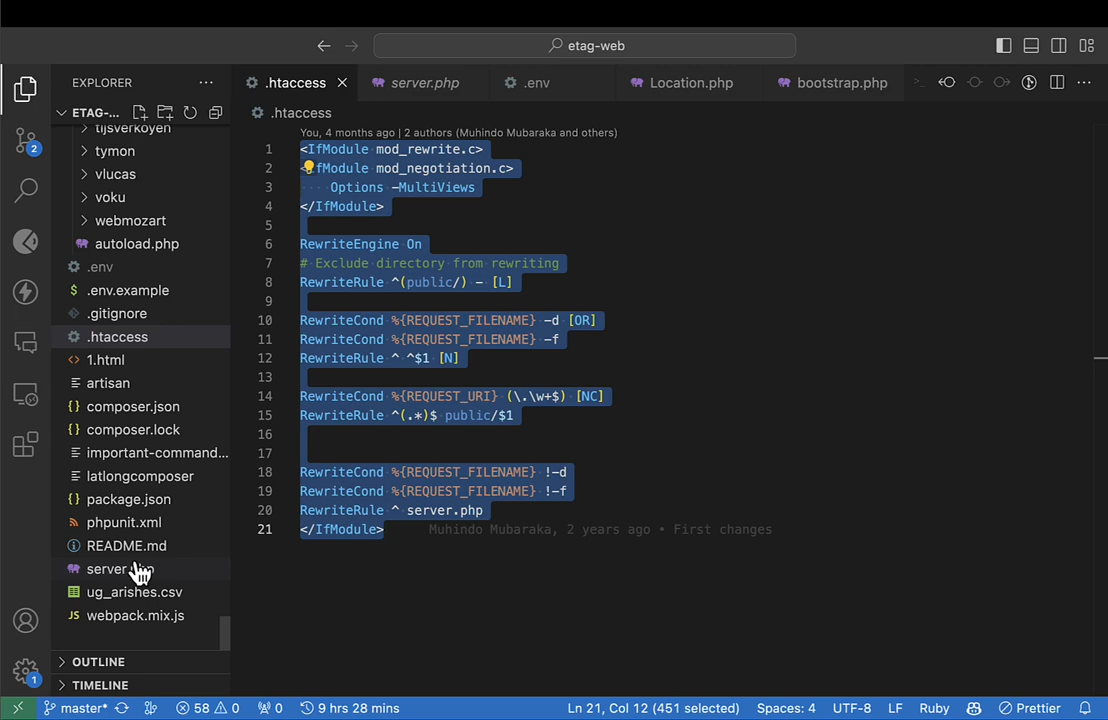 etag-web
EXPLORER
.htaccess
server.php
.env
Location.php
bootstrap.php
ETAG-...
.htaccess
You, 4 months ago | 2 authors (Muhindo Mubaraka and others)
tijsverkoyen
tymon
vlucas
voku
webmozart
autoload.php
.env
.env.example
.gitignore
.htaccess
1.html
artisan
composer.json
composer.lock
important-command...
latlongcomposer
package.json
phpunit.xml
README.md
ug_arishes.csv
webpack.mix.js
OUTLINE
TIMELINE
1 <IfModule mod_rewrite.c>
2 <IfModule mod_negotiation.c>
3 Options -MultiViews
4 </IfModule>
5
6 RewriteEngine On
7 # Exclude directory from rewriting
8 RewriteRule ^(public/) - [L]
9
10 RewriteCond %{REQUEST_FILENAME} -d [OR]
11 RewriteCond %{REQUEST_FILENAME} -f
12 RewriteRule ^ ^$1 [N]
13
14 RewriteCond %{REQUEST_URI} (\.\w+$) [NC]
15 RewriteRule ^(.*)$ public/$1
16
17
18 RewriteCond %{REQUEST_FILENAME} !-d
19 RewriteCond %{REQUEST_FILENAME} !-f
20 RewriteRule ^ server.php
21 </IfModule> Muhindo Mubaraka, 2 years ago • First changes
2
1
master* 58 0 0 9 hrs 28 mins Ln 21, Col 12 (451 selected) Spaces: 4 UTF-8 LF Ruby Prettier